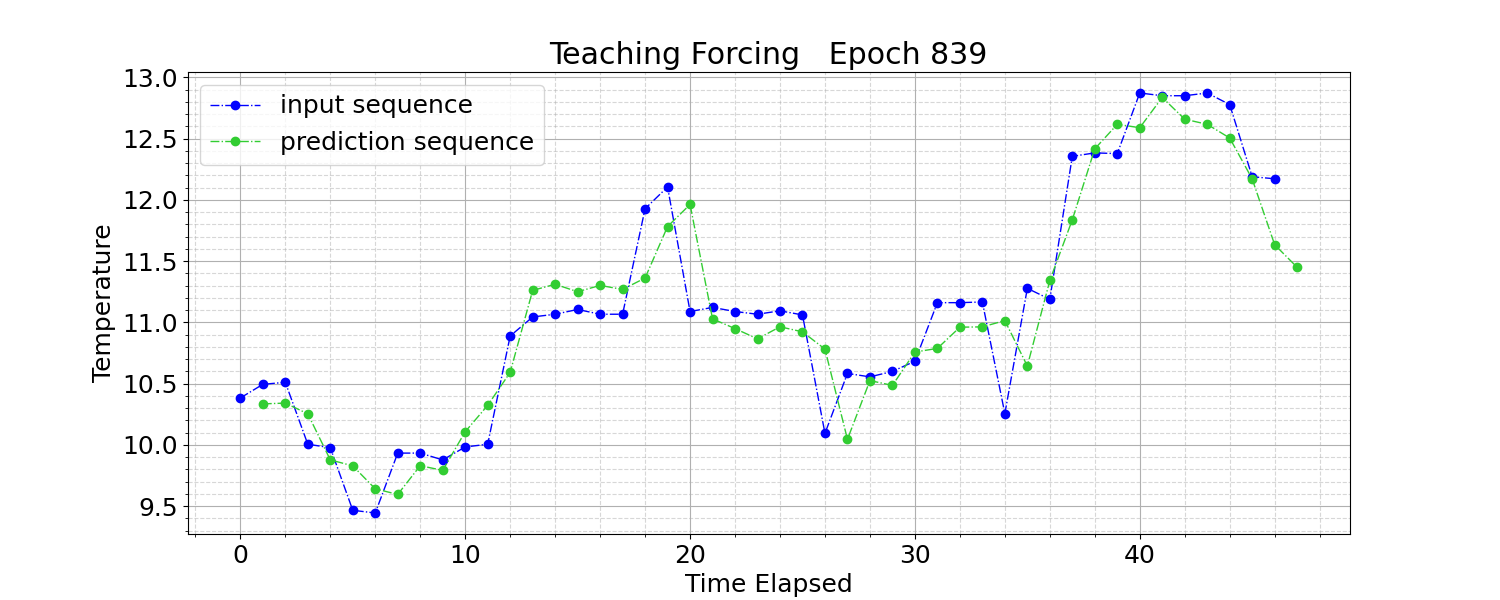 Teaching Forcing   Epoch 839
input sequence
prediction sequence
Temperature
13.0
12.5
12.0
11.5
11.0
10.5
10.0
9.5
0 10 20 30 40
Time Elapsed